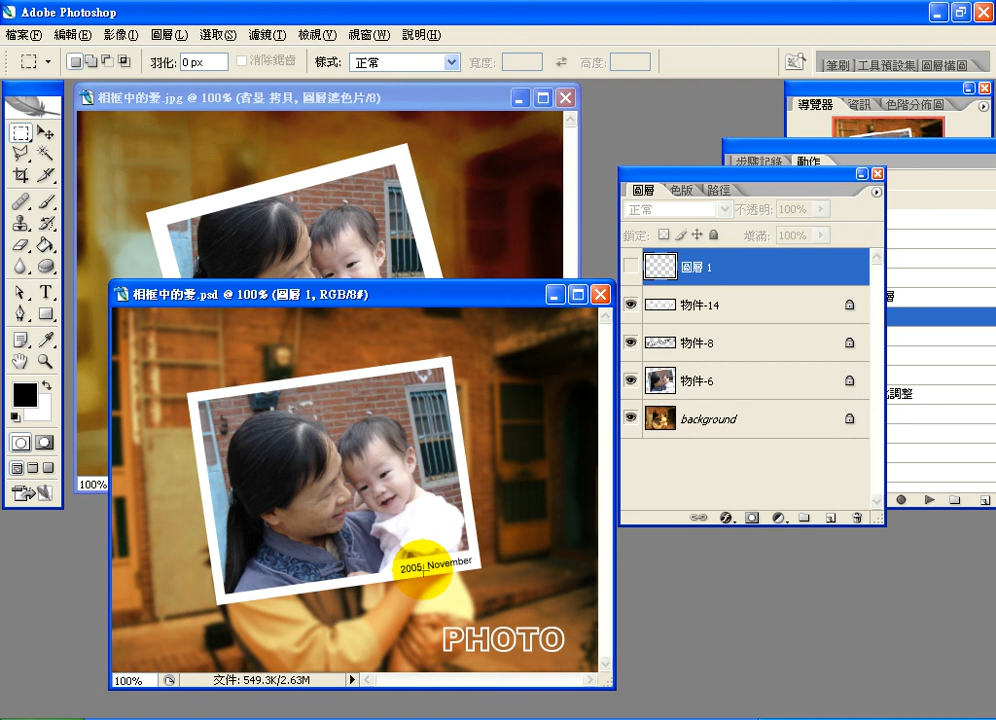 Adobe Photoshop
檔案(F) 編輯(E) 影像(I) 圖層(L) 選取(S) 濾鏡(T) 檢視(V) 視窗(W) 說明(H)
羽化: 0 px 消除鋸齒 樣式: 正常 寬度: 高度: 筆刷 工具預設集 圖層構圖
相框中的愛.jpg @ 100% (背景 拷貝, 圖層遮色片/8)
導覽器 資訊 色階分佈圖
步驟記錄 動作
圖層 色版 路徑
正常 不透明: 100%
鎖定: 填滿: 100%
圖層 1
層
物件-14
物件-8
物件-6
調整
background
100%
相框中的愛.psd @ 100% (圖層 1, RGB/8#)
2005. November
PHOTO
100% 文件: 549.3K/2.63M